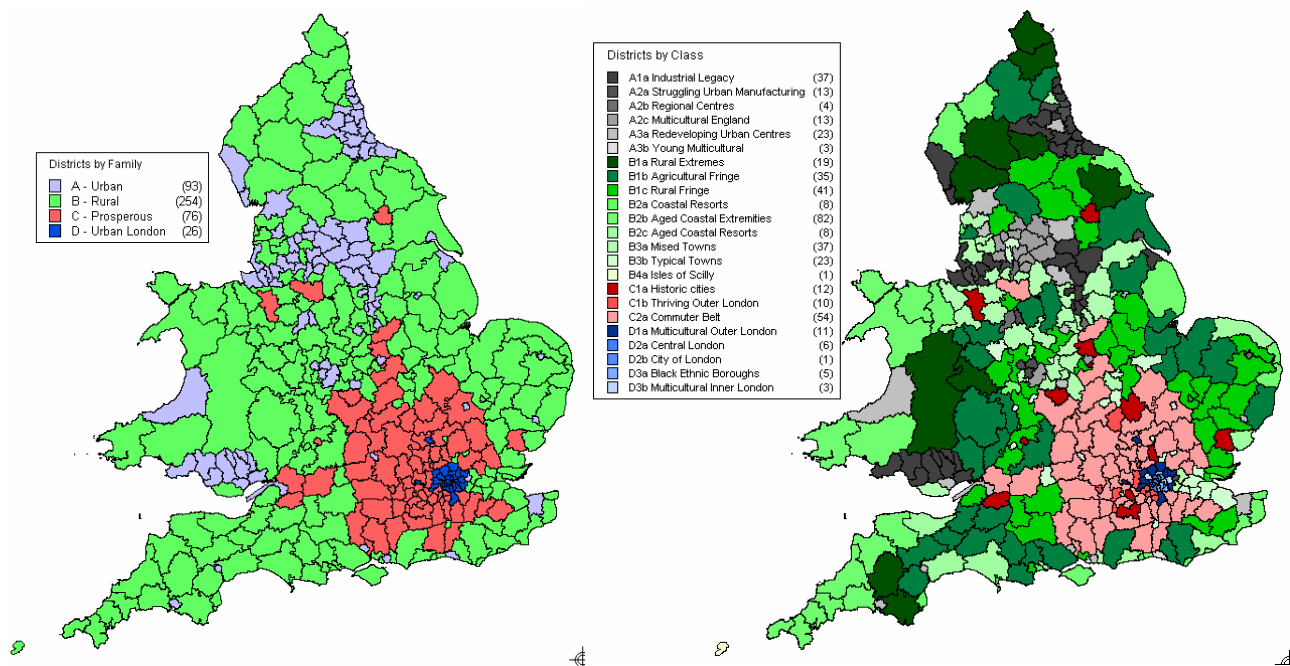 Districts by Family
A - Urban (93)
B - Rural (254)
C - Prosperous (76)
D - Urban London (26)
Districts by Class
A1a Industrial Legacy (37)
A2a Struggling Urban Manufacturing (13)
A2b Regional Centres (4)
A2c Multicultural England (13)
A3a Redeveloping Urban Centres (23)
A3b Young Multicultural (3)
B1a Rural Extremes (19)
B1b Agricultural Fringe (35)
B1c Rural Fringe (41)
B2a Coastal Resorts (8)
B2b Aged Coastal Extremities (82)
B2c Aged Coastal Resorts (8)
B3a Mised Towns (37)
B3b Typical Towns (23)
B4a Isles of Scilly (1)
C1a Historic cities (12)
C1b Thriving Outer London (10)
C2a Commuter Belt (54)
D1a Multicultural Outer London (11)
D2a Central London (6)
D2b City of London (1)
D3a Black Ethnic Boroughs (5)
D3b Multicultural Inner London (3)